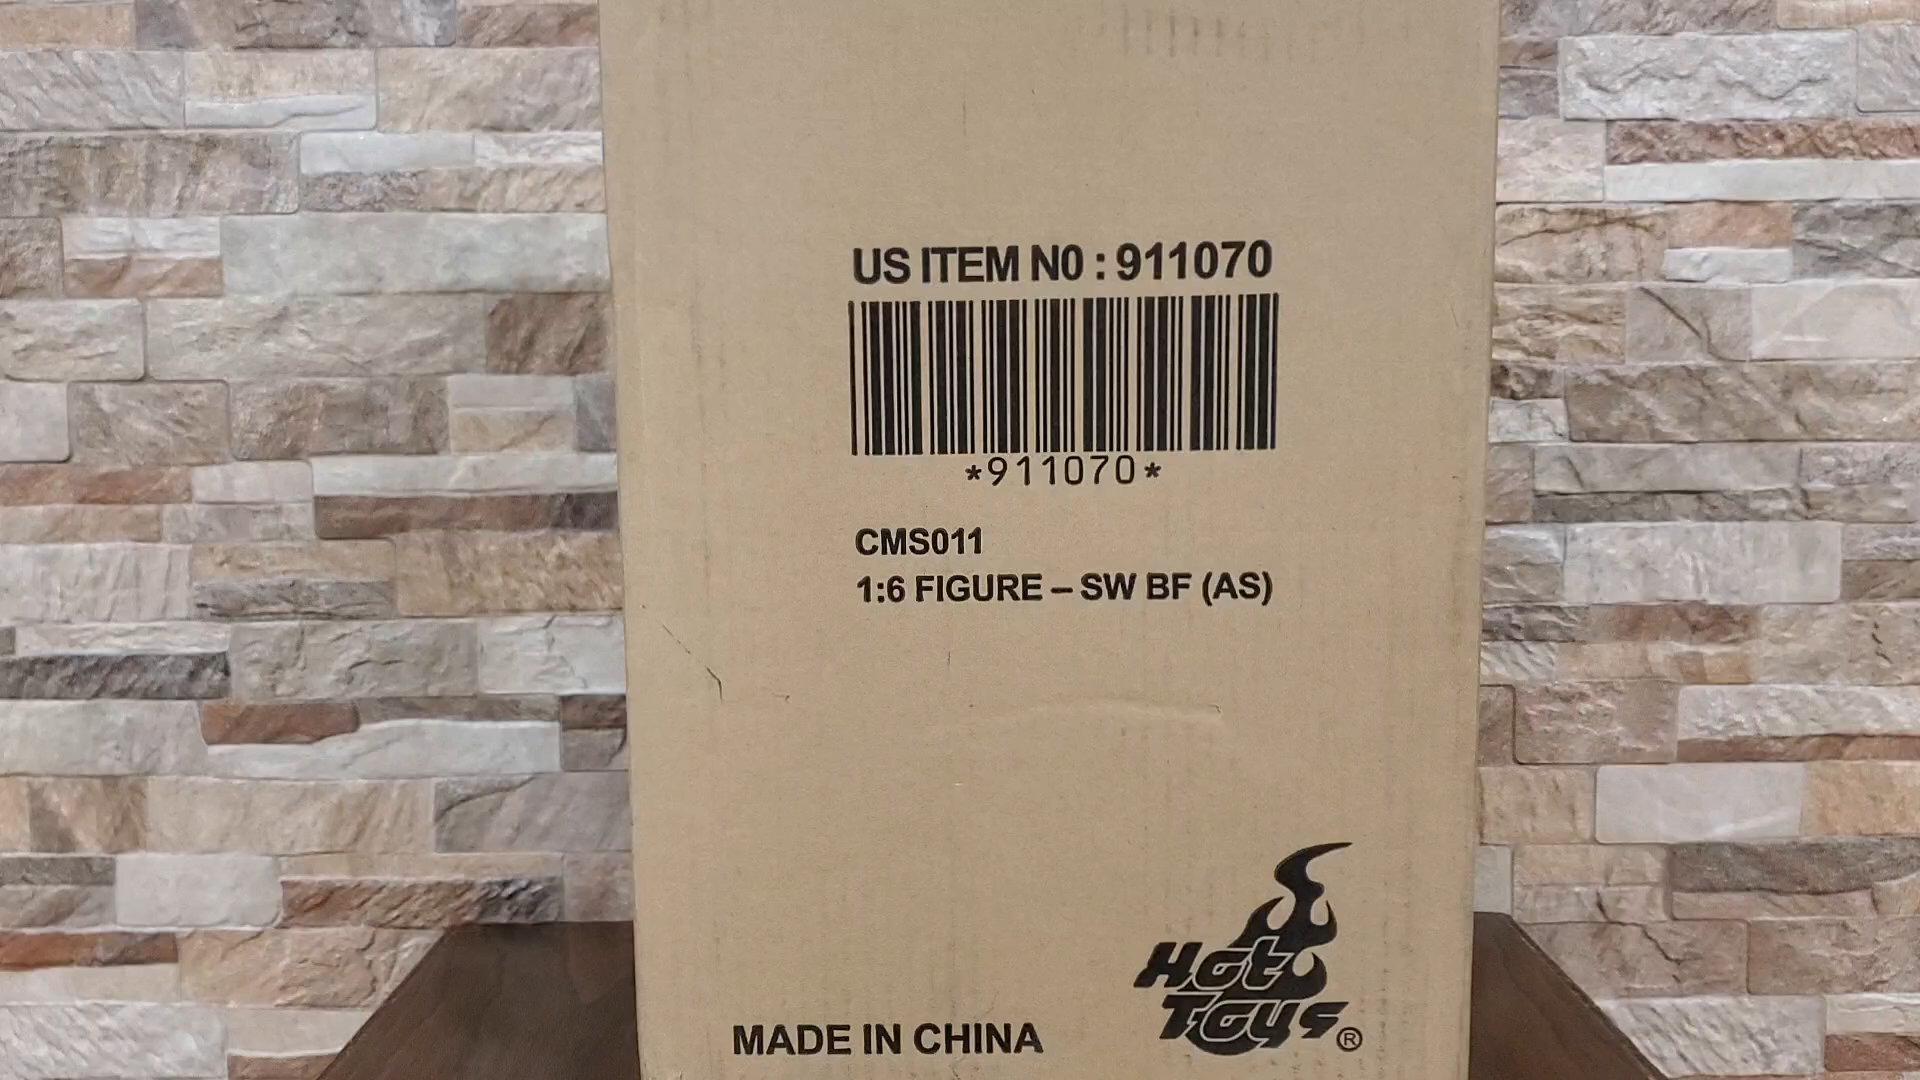 US ITEM N0 : 911070
*911070*
CMS011
1:6 FIGURE – SW BF (AS)
Hot
Toys®
MADE IN CHINA